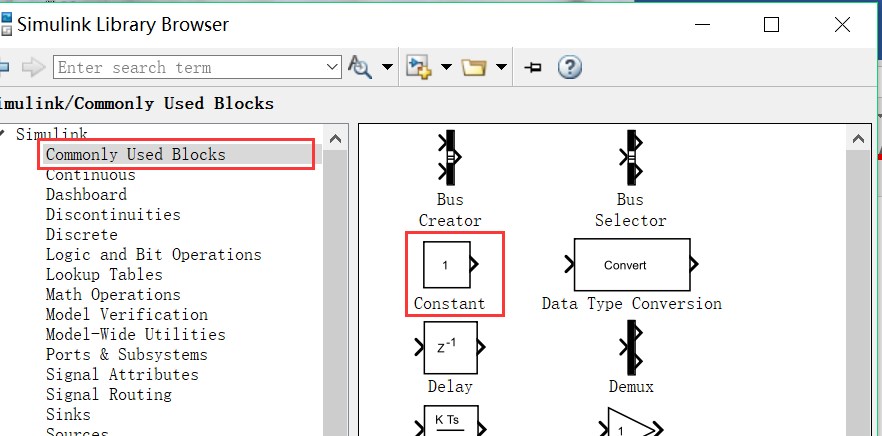 Simulink Library Browser
Enter search term
imulink/Commonly Used Blocks
Simulink
Commonly Used Blocks
Continuous
Dashboard
Discontinuities
Discrete
Logic and Bit Operations
Lookup Tables
Math Operations
Model Verification
Model-Wide Utilities
Ports & Subsystems
Signal Attributes
Signal Routing
Sinks
Sources
Bus
Creator
Bus
Selector
1
Constant
Convert
Data Type Conversion
z-1
Delay
Demux
K Ts
1